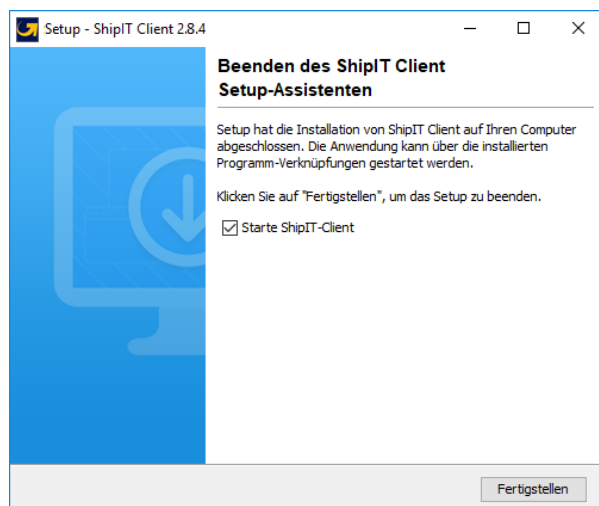 Setup - ShipIT Client 2.8.4
Beenden des ShipIT Client
Setup-Assistenten
Setup hat die Installation von ShipIT Client auf Ihren Computer
abgeschlossen. Die Anwendung kann über die installierten
Programm-Verknüpfungen gestartet werden.
Klicken Sie auf "Fertigstellen", um das Setup zu beenden.
Starte ShipIT-Client
Fertigstellen